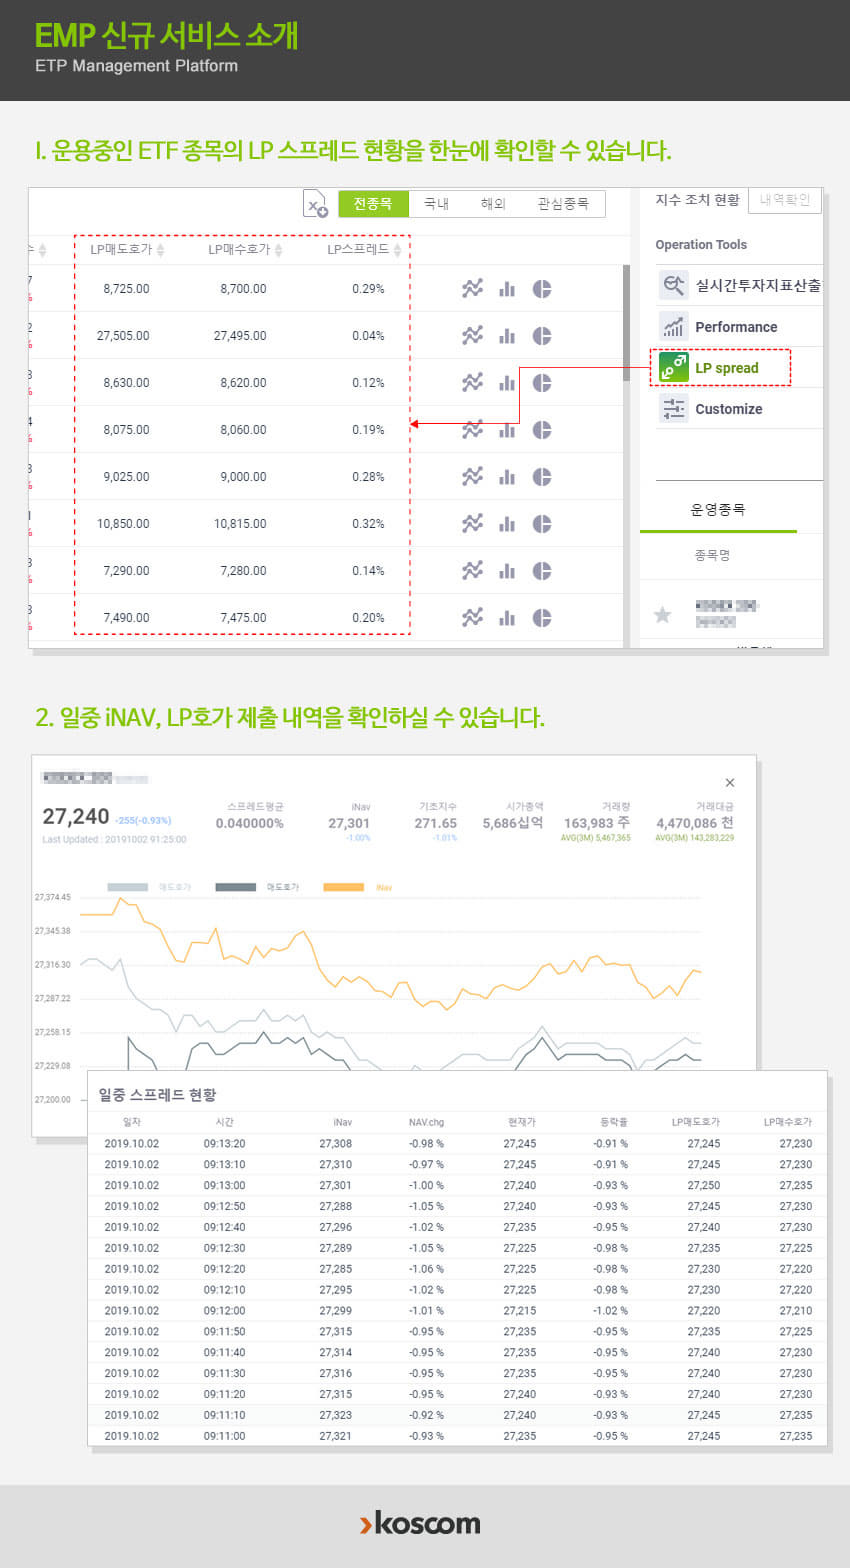 EMP 신규 서비스 소개
ETP Management Platform
1. 운용중인 ETF 종목의 LP 스프레드 현황을 한눈에 확인할 수 있습니다.
전종목 국내 해외 관심종목
지수 조치 현황 내역확인
LP매도호가 LP매수호가 LP스프레드
Operation Tools
8,725.00 8,700.00 0.29%
실시간투자지표산출
27,505.00 27,495.00 0.04%
Performance
8,630.00 8,620.00 0.12%
LP spread
8,075.00 8,060.00 0.19%
Customize
9,025.00 9,000.00 0.28%
10,850.00 10,815.00 0.32%
운영종목
7,290.00 7,280.00 0.14%
종목명
7,490.00 7,475.00 0.20%
2. 일중 iNAV, LP호가 제출 내역을 확인하실 수 있습니다.
27,240 -255(-0.93%)
Last Updated : 20191002 91:25:00
스프레드평균 iNav 기초지수 시가총액 거래량 거래대금
0.040000% 27,301 271.65 5,686십억 163,983 주 4,470,086 천
-1.00% -1.01% AVG(3M) 5,467,365 AVG(3M) 143,283,229
매도호가 매도호가 iNav
27,374.45
27,345.38
27,316.30
27,287.22
27,258.15
27,229.08
27,200.00
일중 스프레드 현황
일자 시간 iNav NAV.chg 현재가 등락율 LP매도호가 LP매수호가
2019.10.02 09:13:20 27,308 -0.98 % 27,245 -0.91 % 27,245 27,230
2019.10.02 09:13:10 27,310 -0.97 % 27,245 -0.91 % 27,245 27,230
2019.10.02 09:13:00 27,301 -1.00 % 27,240 -0.93 % 27,250 27,235
2019.10.02 09:12:50 27,288 -1.05 % 27,240 -0.93 % 27,245 27,230
2019.10.02 09:12:40 27,296 -1.02 % 27,235 -0.95 % 27,240 27,230
2019.10.02 09:12:30 27,289 -1.05 % 27,225 -0.98 % 27,235 27,225
2019.10.02 09:12:20 27,285 -1.06 % 27,225 -0.98 % 27,230 27,220
2019.10.02 09:12:10 27,295 -1.02 % 27,225 -0.98 % 27,230 27,220
2019.10.02 09:12:00 27,299 -1.01 % 27,215 -1.02 % 27,220 27,210
2019.10.02 09:11:50 27,315 -0.95 % 27,235 -0.95 % 27,235 27,225
2019.10.02 09:11:40 27,314 -0.95 % 27,235 -0.95 % 27,240 27,230
2019.10.02 09:11:30 27,316 -0.95 % 27,235 -0.95 % 27,240 27,230
2019.10.02 09:11:20 27,315 -0.95 % 27,240 -0.93 % 27,240 27,230
2019.10.02 09:11:10 27,323 -0.92 % 27,240 -0.93 % 27,245 27,235
2019.10.02 09:11:00 27,321 -0.93 % 27,235 -0.95 % 27,245 27,235
koscom